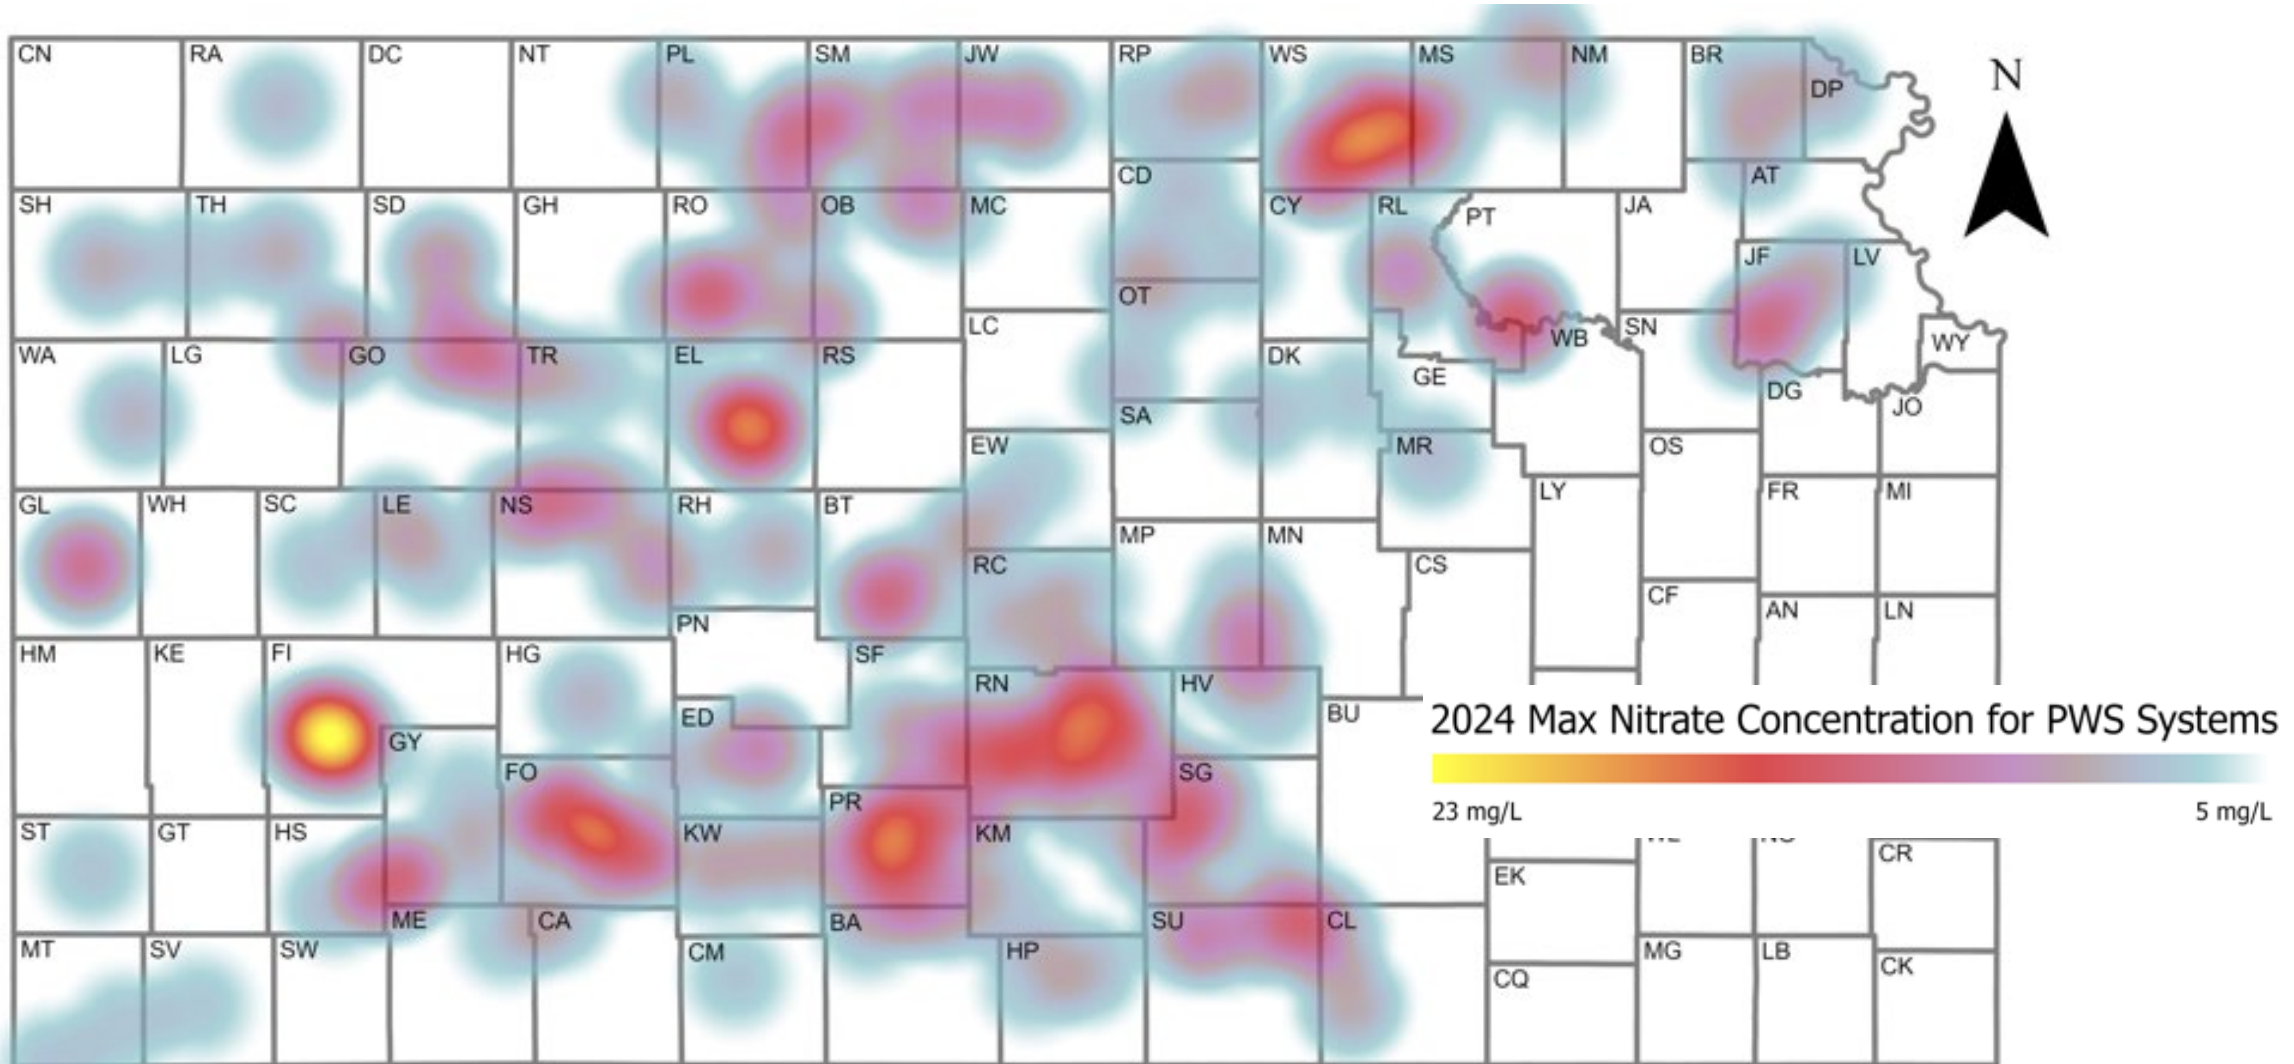 N
CN RA DC NT PL SM JW RP WS MS NM BR
DP
CD AT
SH TH SD GH RO OB MC CY RL PT JA
JF LV
OT
LC SN
WA LG GO TR EL RS DK WB WY
GE
DG
SA JO
EW MR OS
GL WH SC LE NS RH BT LY FR MI
MP MN
RC CS
CF
PN AN LN
HM KE FI HG SF
RN HV
ED BU
GY
FO SG
2024 Max Nitrate Concentration for PWS Systems
23 mg/L 5 mg/L
PR
ST GT HS KW KM
CR
EK
ME CA BA SU CL
MT SV SW CM HP MG LB
CK
CQ